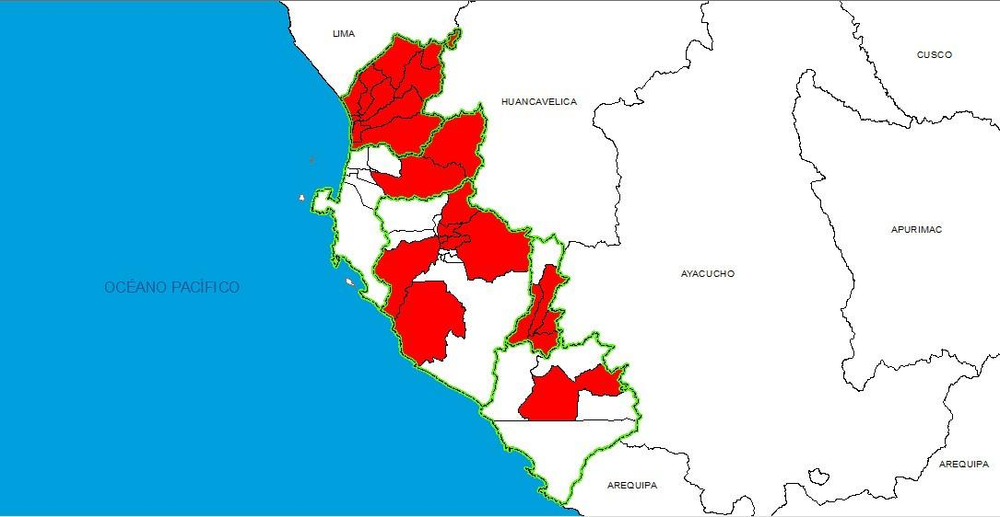 LIMA
CUSCO
HUANCAVELICA
APURIMAC
AYACUCHO
OCÉANO PACÍFICO
AREQUIPA
AREQUIPA